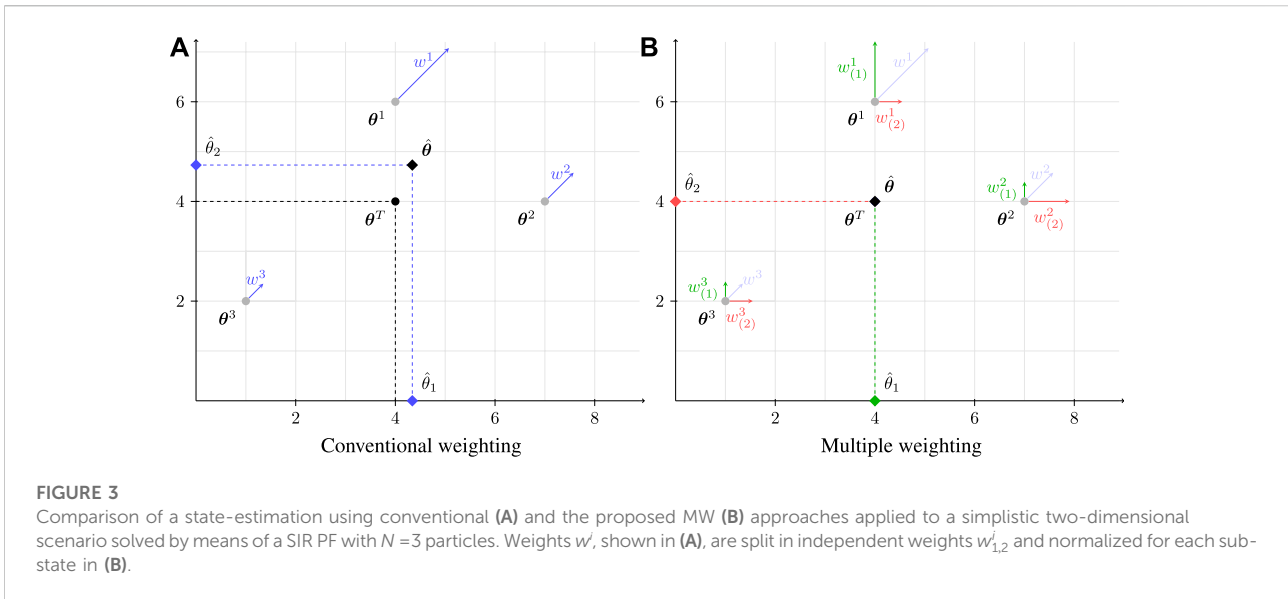 A
w¹
6
θ¹
θ̂₂
θ̂
w²
4
θᵀ
θ²
w³
2
θ³
θ̂₁
2 4 6 8
Conventional weighting
B
w¹
w¹₍₁₎
6
θ¹
w¹₍₂₎
θ̂₂
θ̂
w²
w²₍₁₎
4
θᵀ
θ²
w²₍₂₎
w³
w³₍₁₎
2
θ³
w³₍₂₎
θ̂₁
2 4 6 8
Multiple weighting
FIGURE 3
Comparison of a state-estimation using conventional (A) and the proposed MW (B) approaches applied to a simplistic two-dimensional
scenario solved by means of a SIR PF with N =3 particles. Weights wⁱ, shown in (A), are split in independent weights wⁱ₁,₂ and normalized for each sub-
state in (B).